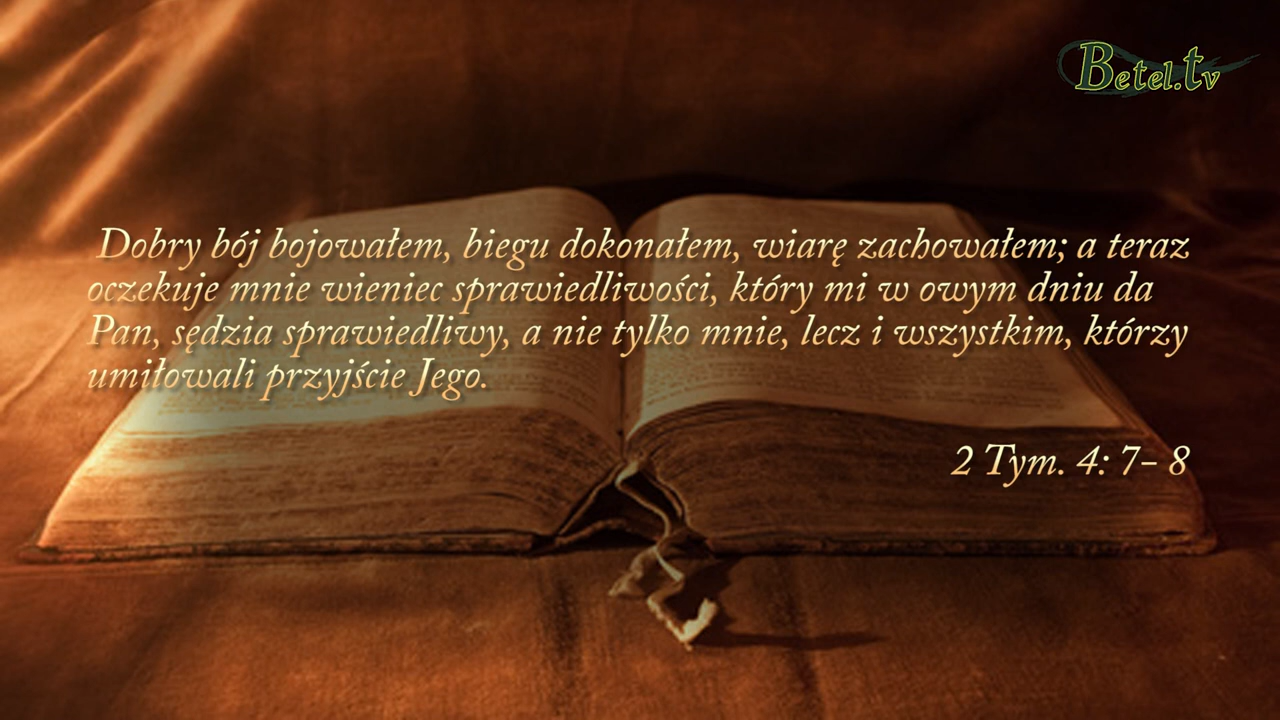 Betel.tv
Dobry bój bojowałem, biegu dokonałem, wiarę zachowałem; a teraz
oczekuje mnie wieniec sprawiedliwości, który mi w owym dniu da
Pan, sędzia sprawiedliwy, a nie tylko mnie, lecz i wszystkim, którzy
umiłowali przyjście Jego.
2 Tym. 4: 7- 8